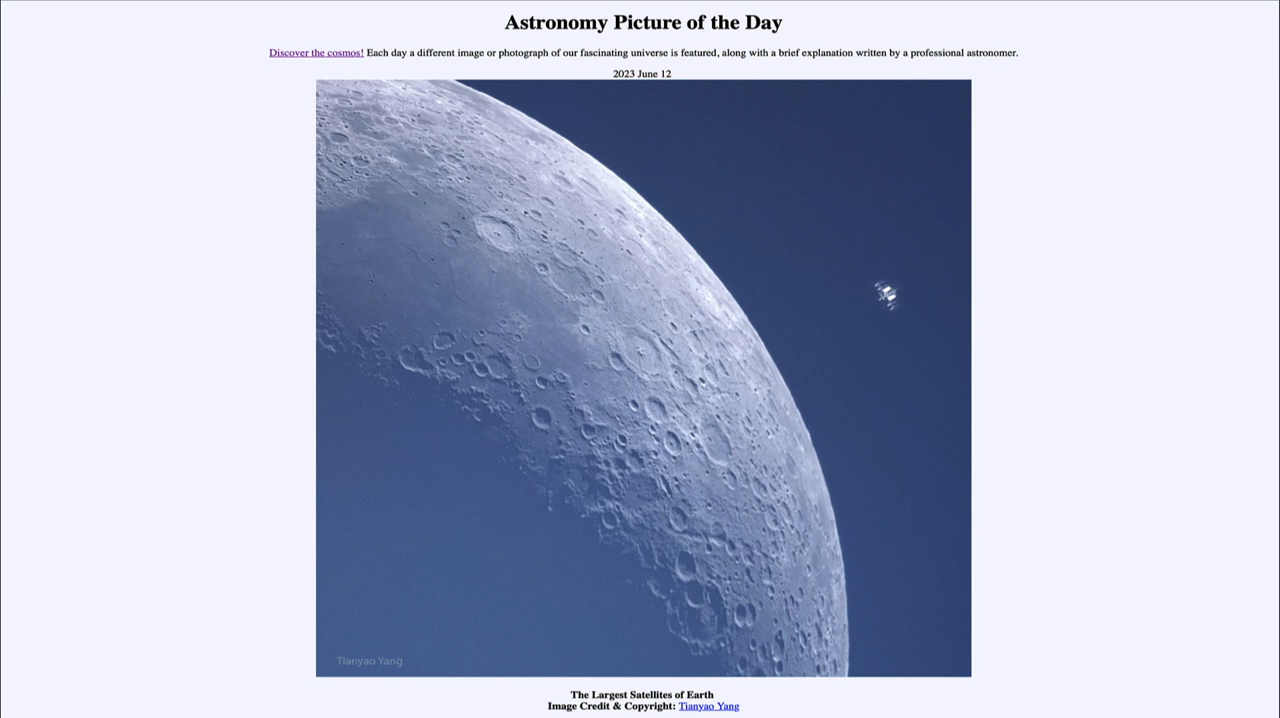 Astronomy Picture of the Day
Discover the cosmos! Each day a different image or photograph of our fascinating universe is featured, along with a brief explanation written by a professional astronomer.
2023 June 12
Tianyao Yang
The Largest Satellites of Earth
Image Credit & Copyright: Tianyao Yang